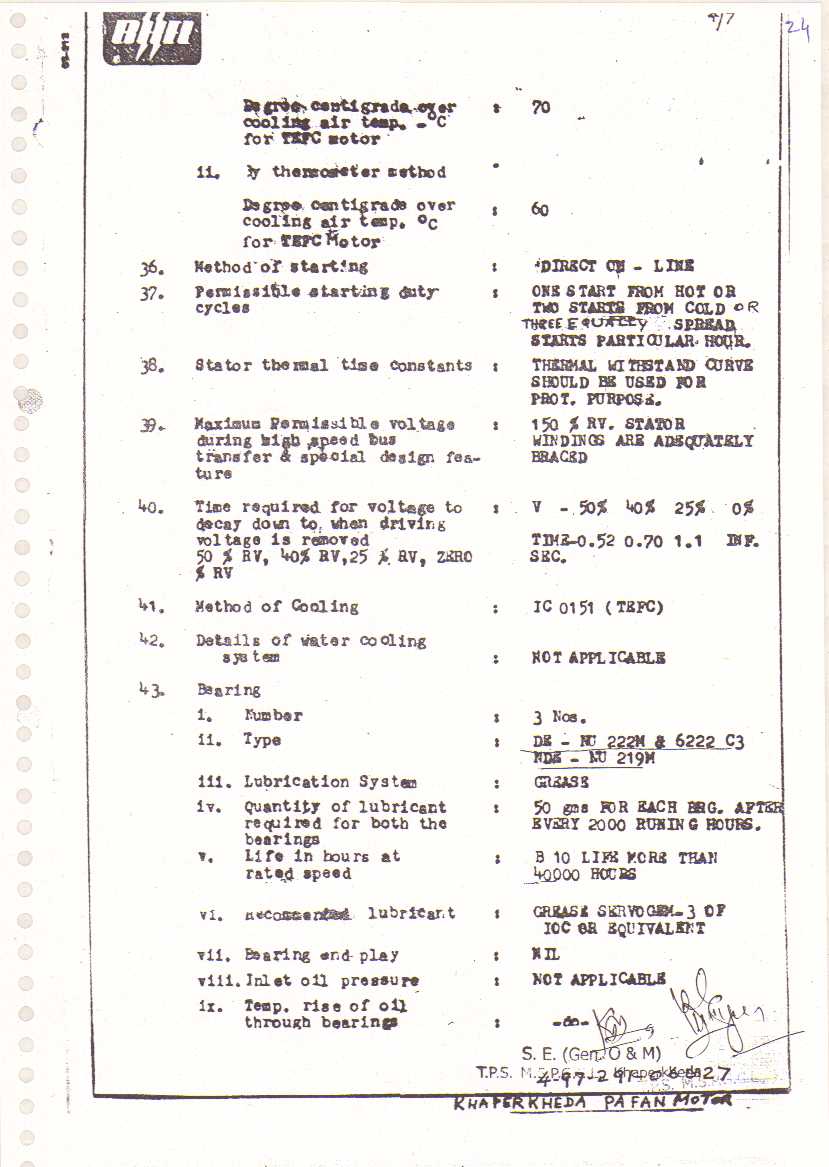 4/7
24
Degree centigrade over : 70
cooling air temp. - °C
for TEFC motor
ii. By thermometer method
Degree centigrade over : 60
cooling air temp. °C
for TEFC Motor
36. Method of starting : DIRECT ON - LINE
37. Permissible starting duty : ONE START FROM HOT OR
cycles TWO STARTS FROM COLD OR
THREE EQUALLY SPREAD
STARTS PARTICULAR HOUR.
38. Stator thermal time constants : THERMAL WITHSTAND CURVE
SHOULD BE USED FOR
PROT. PURPOSE.
39. Maximum Permissible voltage : 150 % RV. STATOR
during high speed bus WINDINGS ARE ADEQUATELY
transfer & special design fea- BRACED
ture
40. Time required for voltage to : V - 50% 40% 25% 0%
decay down to, when driving
voltage is removed TIME-0.52 0.70 1.1 INF.
50 % RV, 40% RV, 25 % RV, ZERO SEC.
% RV
41. Method of Cooling : IC 0151 (TEFC)
42. Details of water cooling
system : NOT APPLICABLE
43. Bearing
i. Number : 3 Nos.
ii. Type : DE - NU 222M & 6222 C3
NDE - NU 219M
iii. Lubrication System : GREASE
iv. Quantity of lubricant : 50 gms FOR EACH BRG. AFTER
required for both the EVERY 2000 RUNING HOURS.
bearings
v. Life in hours at : B 10 LIFE MORE THAN
rated speed 40000 HOURS
vi. Recommended lubricant : GREASE SERVOGEM-3 OF
IOC OR EQUIVALENT
vii. Bearing end play : NIL
viii. Inlet oil pressure : NOT APPLICABLE
ix. Temp. rise of oil
through bearings : -do-
S. E. (Gen. O & M)
T.P.S. Khaperkheda
KHAPERKHEDA PAFAN MOTOR